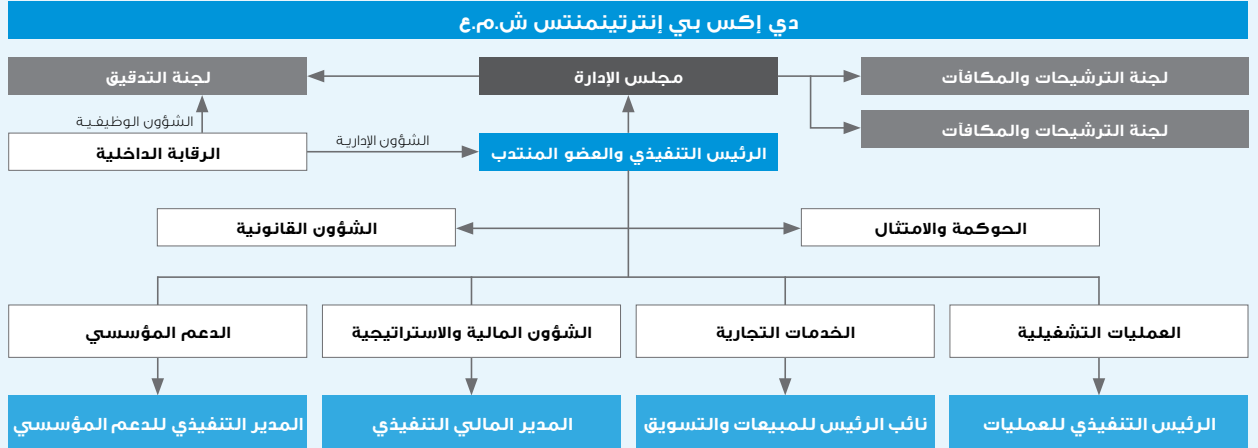 دي إكس بي إنترتينمنتس ش.م.ع
لجنة الترشيحات والمكافآت
مجلس الإدارة
لجنة التدقيق
لجنة الترشيحات والمكافآت
الشؤون الوظيفية
الشؤون الإدارية
الرئيس التنفيذي والعضو المنتدب
الرقابة الداخلية
الحوكمة والامتثال
الشؤون القانونية
العمليات التشغيلية
الخدمات التجارية
الشؤون المالية والاستراتيجية
الدعم المؤسسي
الرئيس التنفيذي للعمليات
نائب الرئيس للمبيعات والتسويق
المدير المالي التنفيذي
المدير التنفيذي للدعم المؤسسي